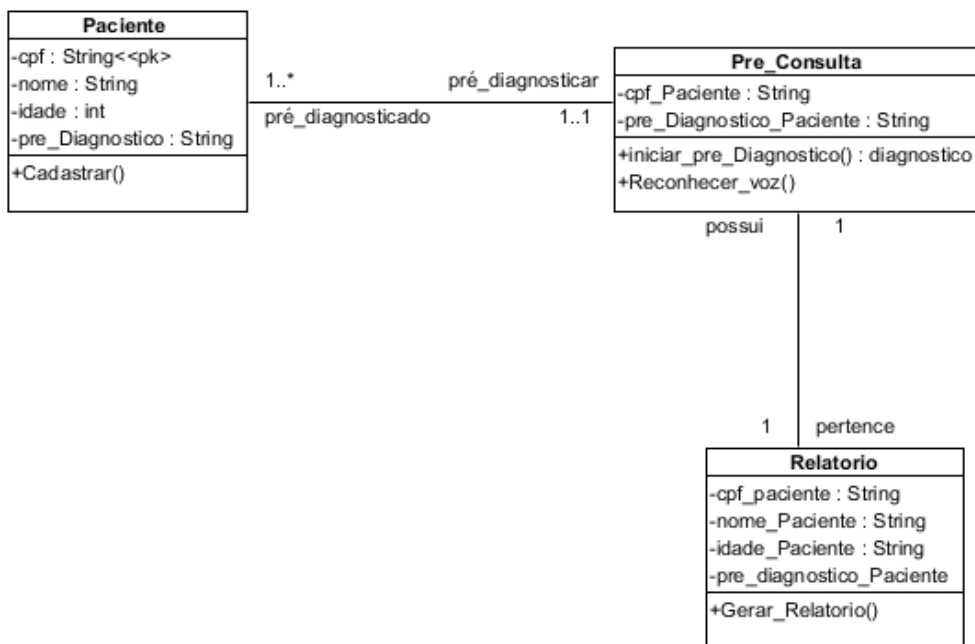 Paciente
-cpf : String<<pk>
-nome : String
-idade : int
-pre_Diagnostico : String
+Cadastrar()
1..*
pré_diagnosticar
pré_diagnosticado
1..1
Pre_Consulta
-cpf_Paciente : String
-pre_Diagnostico_Paciente : String
+iniciar_pre_Diagnostico() : diagnostico
+Reconhecer_voz()
possui
1
1
pertence
Relatorio
-cpf_paciente : String
-nome_Paciente : String
-idade_Paciente : String
-pre_diagnostico_Paciente
+Gerar_Relatorio()